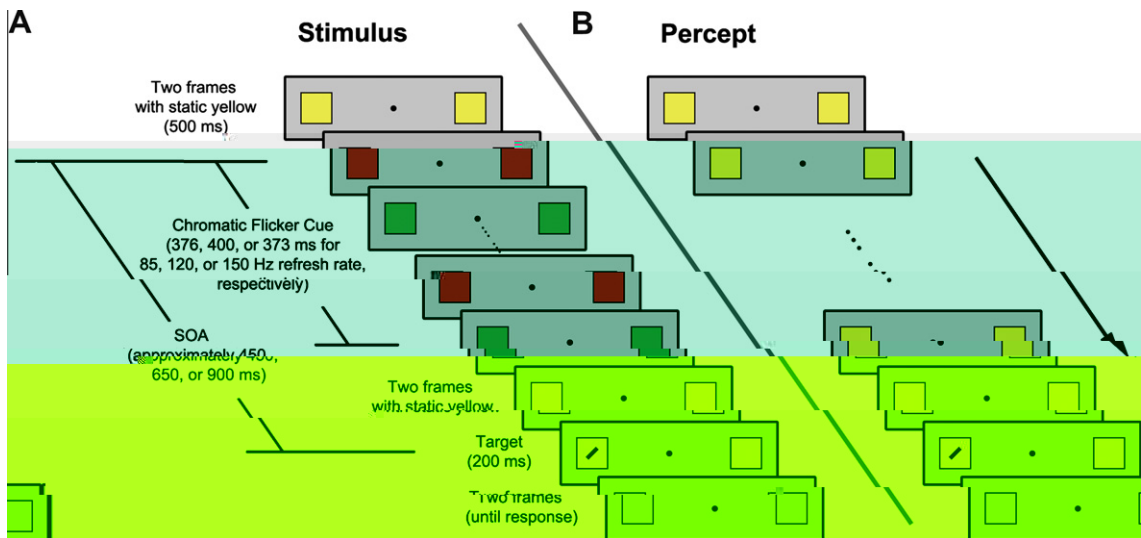 A
Stimulus
B
Percept
Two frames
with static yellow
(500 ms)
Chromatic Flicker Cue
(376, 400, or 373 ms for
85, 120, or 150 Hz refresh rate,
respectively)
SOA
(approximately 450,
650, or 900 ms)
Two frames
with static yellow
Target
(200 ms)
Two frames
(until response)